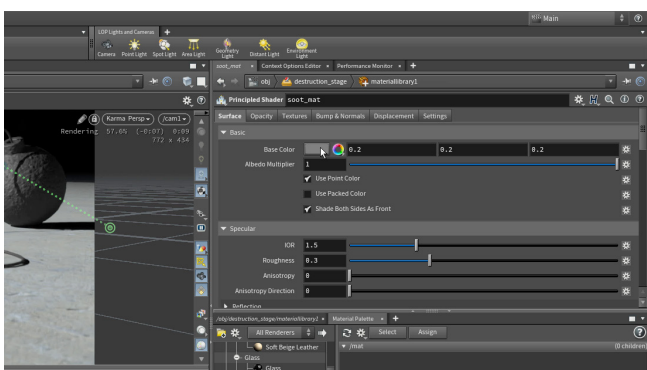 Main
LOP Lights and Cameras
Camera Point Light Spot Light Area Light Geometry Light Distant Light Environment Light
soot_mat Context Options Editor Performance Monitor
obj destruction_stage materiallibrary1
Principled Shader soot_mat
Karma Persp /cam1
Rendering 57.6% (-0:07) 0:09
772 x 434
Surface Opacity Textures Bump & Normals Displacement Settings
Basic
Base Color 0.2 0.2 0.2
Albedo Multiplier 1
Use Point Color
Use Packed Color
Shade Both Sides As Front
Specular
IOR 1.5
Roughness 0.3
Anisotropy 0
Anisotropy Direction 0
Reflection
/obj/destruction_stage/materiallibrary1 Material Palette
All Renderers Select Assign
Soft Beige Leather
Glass
Glass
/mat (0 children)